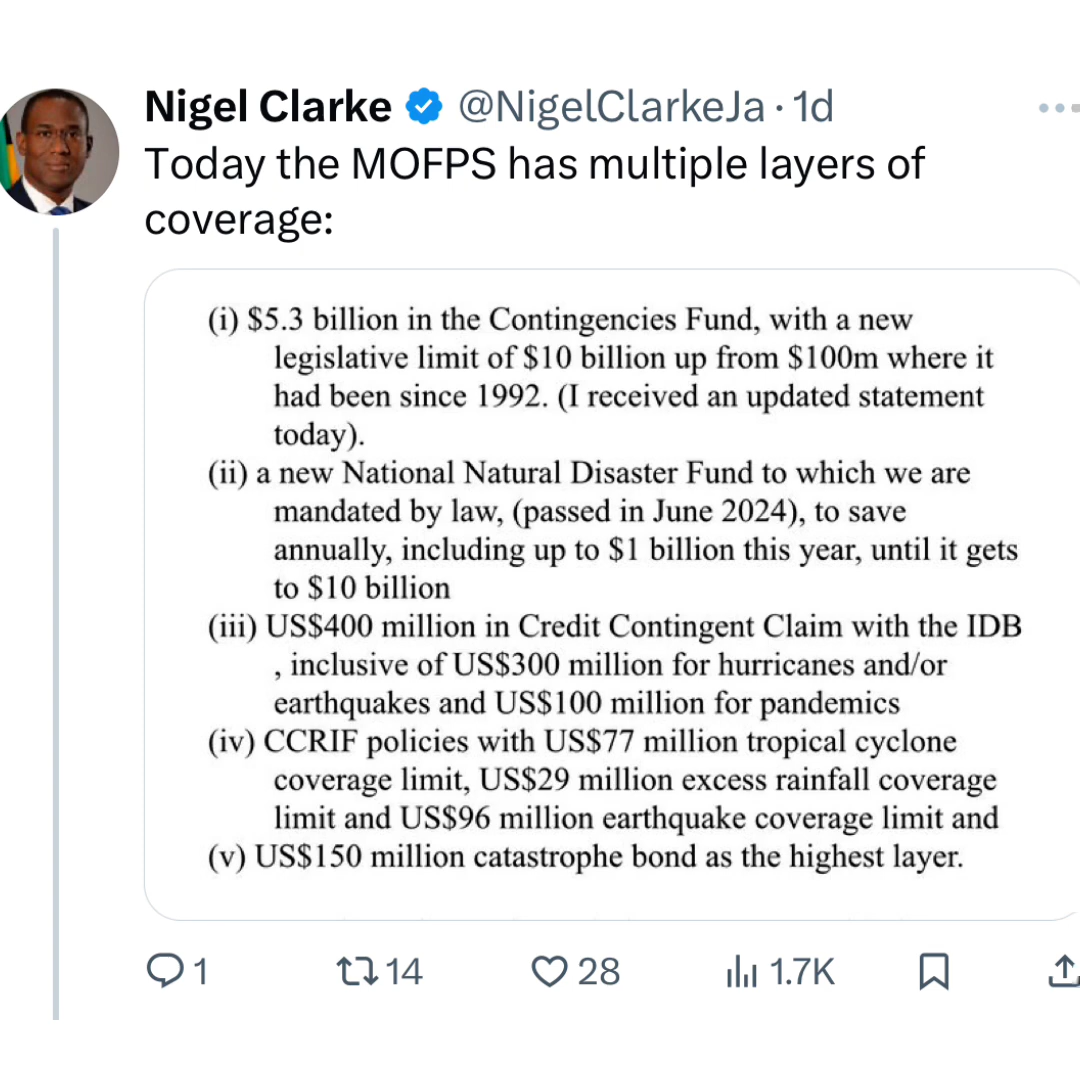 Nigel Clarke @NigelClarkeJa · 1d
Today the MOFPS has multiple layers of
coverage:
(i) $5.3 billion in the Contingencies Fund, with a new
legislative limit of $10 billion up from $100m where it
had been since 1992. (I received an updated statement
today).
(ii) a new National Natural Disaster Fund to which we are
mandated by law, (passed in June 2024), to save
annually, including up to $1 billion this year, until it gets
to $10 billion
(iii) US$400 million in Credit Contingent Claim with the IDB
, inclusive of US$300 million for hurricanes and/or
earthquakes and US$100 million for pandemics
(iv) CCRIF policies with US$77 million tropical cyclone
coverage limit, US$29 million excess rainfall coverage
limit and US$96 million earthquake coverage limit and
(v) US$150 million catastrophe bond as the highest layer.
1 14 28 1.7K